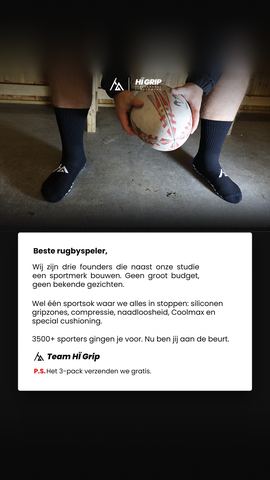 HÏ GRIP
Beste rugbyspeler,
Wij zijn drie founders die naast onze studie
een sportmerk bouwen. Geen groot budget,
geen bekende gezichten.
Wel één sportsok waar we alles in stoppen: siliconen
gripzones, compressie, naadloosheid, Coolmax en
special cushioning.
3500+ sporters gingen je voor. Nu ben jij aan de beurt.
Team HÏ Grip
P.S. Het 3-pack verzenden we gratis.